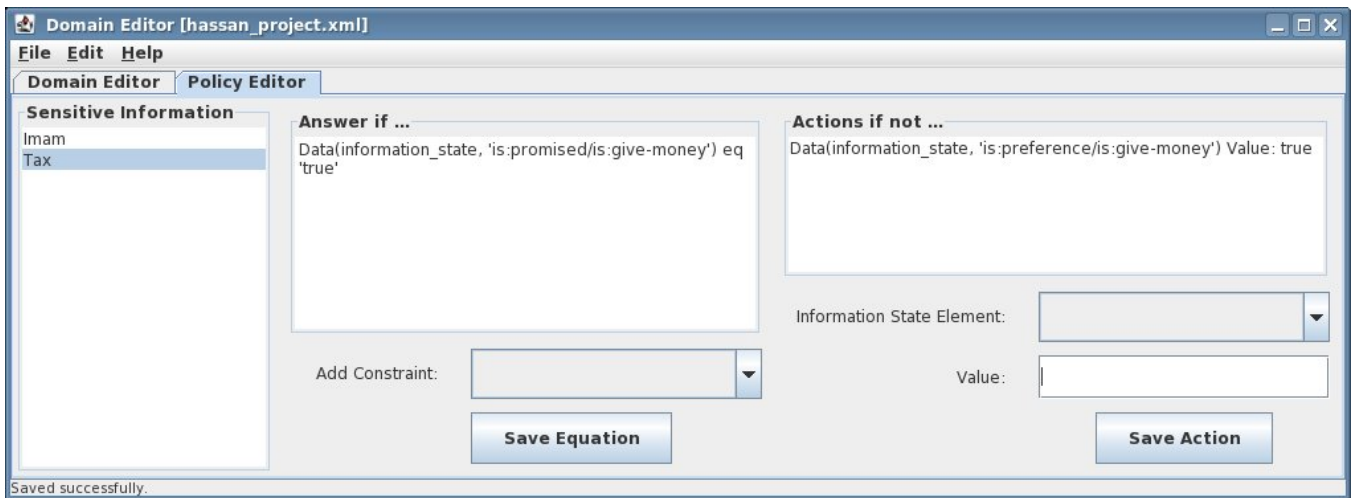 Domain Editor [hassan_project.xml]
File Edit Help
Domain Editor Policy Editor
Sensitive Information
Imam
Tax
Answer if ...
Data(information_state, 'is:promised/is:give-money') eq
'true'
Add Constraint:
Save Equation
Actions if not ...
Data(information_state, 'is:preference/is:give-money') Value: true
Information State Element:
Value:
Save Action
Saved successfully.